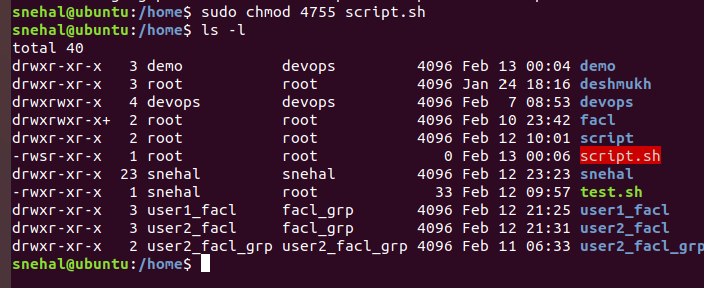 snehal@ubuntu:/home$ sudo chmod 4755 script.sh
snehal@ubuntu:/home$ ls -l
total 40
drwxr-xr-x   3 demo           devops         4096 Feb 13 00:04 demo
drwxr-xr-x   3 root           root           4096 Jan 24 18:16 deshmukh
drwxrwxr-x   4 devops         devops         4096 Feb  7 08:53 devops
drwxrwxr-x+  2 root           root           4096 Feb 10 23:42 facl
drwxr-xr-x   2 root           root           4096 Feb 12 10:01 script
-rwsr-xr-x   1 root           root              0 Feb 13 00:06 script.sh
drwxr-xr-x  23 snehal         snehal         4096 Feb 12 23:23 snehal
-rwxr-xr-x   1 snehal         root             33 Feb 12 09:57 test.sh
drwxr-xr-x   3 user1_facl     facl_grp       4096 Feb 12 21:25 user1_facl
drwxr-xr-x   3 user2_facl     facl_grp       4096 Feb 12 21:31 user2_facl
drwxr-xr-x   2 user2_facl_grp user2_facl_grp 4096 Feb 11 06:33 user2_facl_grp
snehal@ubuntu:/home$